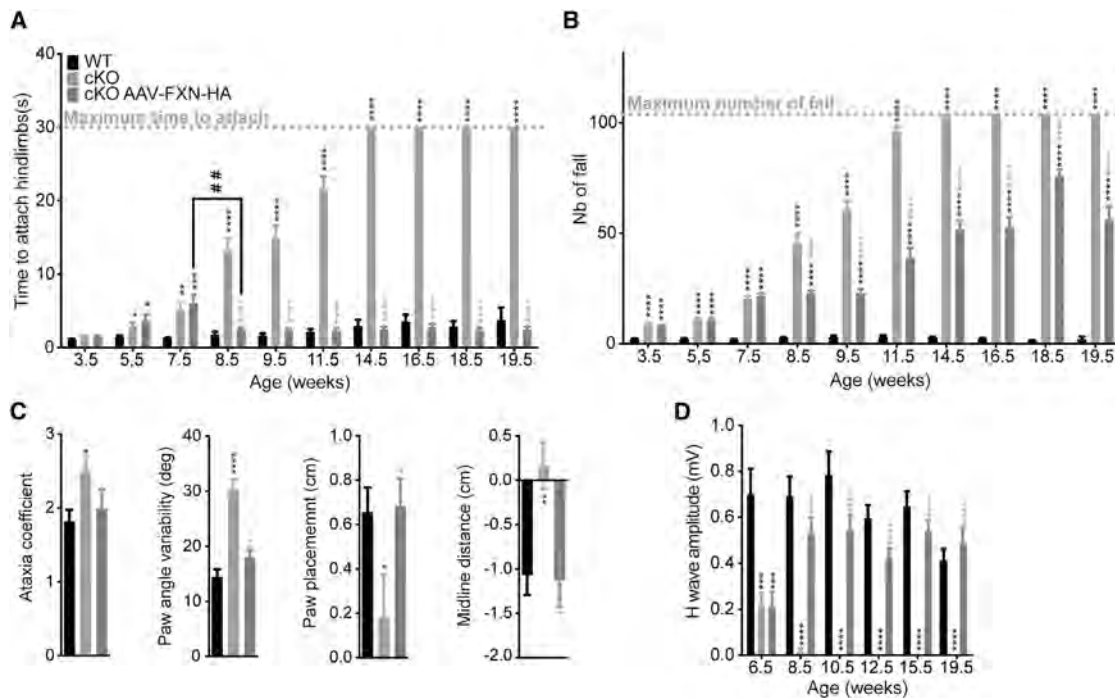 A
Time to attach hindlimbs(s)
40
30
20
10
0
WT
cKO
cKO AAV-FXN-HA
Maximum time to attach
##
##
3.5 5,5 7.5 8.5 9.5 11.5 14.5 16.5 18.5 19.5
Age (weeks)
B
Nb of fall
100
50
0
Maximum number of fall
3.5 5,5 7.5 8.5 9.5 11.5 14.5 16.5 18.5 19.5
Age (weeks)
C
Ataxia coefficient
3
2
1
0
Paw angle variability (deg)
40
30
20
10
0
Paw placememnt (cm)
1.0
0.8
0.6
0.4
0.2
0.0
Midline distance (cm)
0.5
0.0
-0.5
-1.0
-1.5
-2.0
D
H wave amplitude (mV)
1.0
0.8
0.6
0.4
0.2
0.0
6.5 8.5 10.5 12.5 15.5 19.5
Age (weeks)